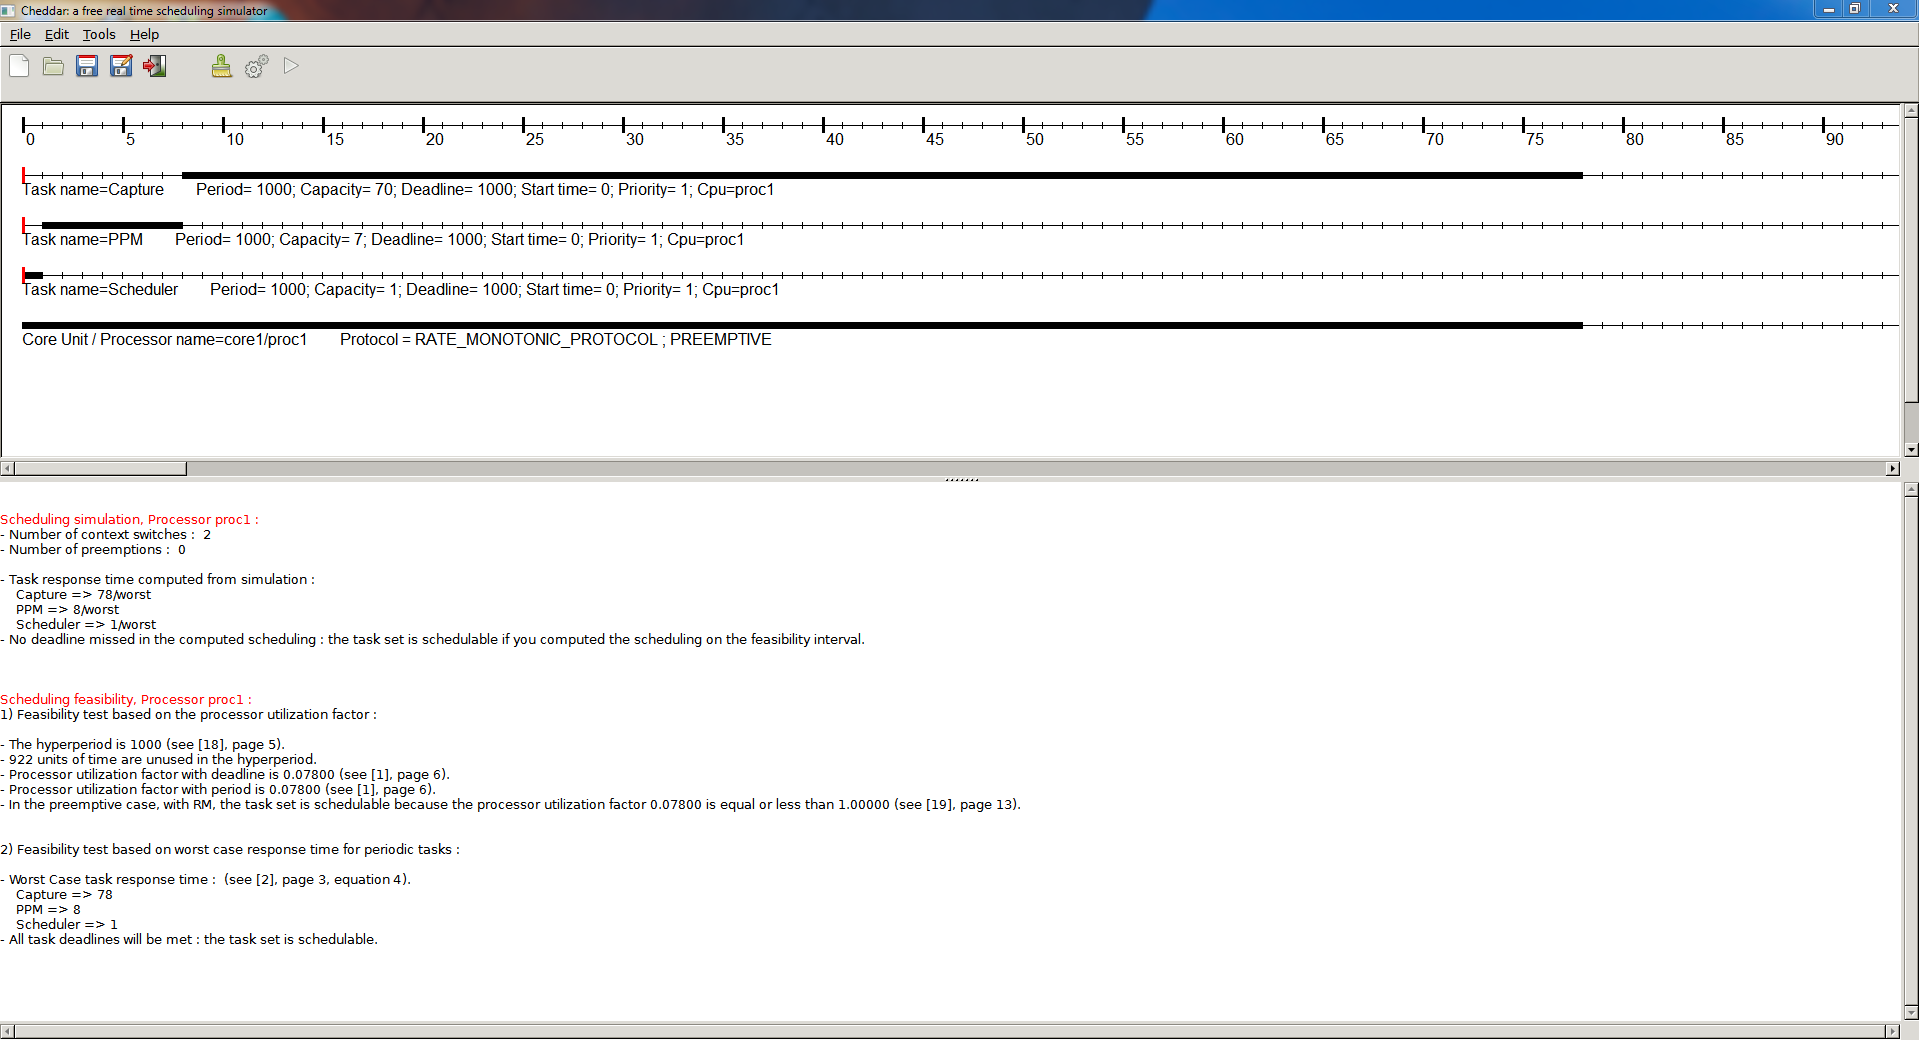 Cheddar: a free real time scheduling simulator
File Edit Tools Help
0 5 10 15 20 25 30 35 40 45 50 55 60 65 70 75 80 85 90
Task name=Capture Period= 1000; Capacity= 70; Deadline= 1000; Start time= 0; Priority= 1; Cpu=proc1
Task name=PPM Period= 1000; Capacity= 7; Deadline= 1000; Start time= 0; Priority= 1; Cpu=proc1
Task name=Scheduler Period= 1000; Capacity= 1; Deadline= 1000; Start time= 0; Priority= 1; Cpu=proc1
Core Unit / Processor name=core1/proc1 Protocol = RATE_MONOTONIC_PROTOCOL ; PREEMPTIVE
Scheduling simulation, Processor proc1 :
- Number of context switches : 2
- Number of preemptions : 0
- Task response time computed from simulation :
Capture => 78/worst
PPM => 8/worst
Scheduler => 1/worst
- No deadline missed in the computed scheduling : the task set is schedulable if you computed the scheduling on the feasibility interval.
Scheduling feasibility, Processor proc1 :
1) Feasibility test based on the processor utilization factor :
- The hyperperiod is 1000 (see [18], page 5).
- 922 units of time are unused in the hyperperiod.
- Processor utilization factor with deadline is 0.07800 (see [1], page 6).
- Processor utilization factor with period is 0.07800 (see [1], page 6).
- In the preemptive case, with RM, the task set is schedulable because the processor utilization factor 0.07800 is equal or less than 1.00000 (see [19], page 13).
2) Feasibility test based on worst case response time for periodic tasks :
- Worst Case task response time : (see [2], page 3, equation 4).
Capture => 78
PPM => 8
Scheduler => 1
- All task deadlines will be met : the task set is schedulable.